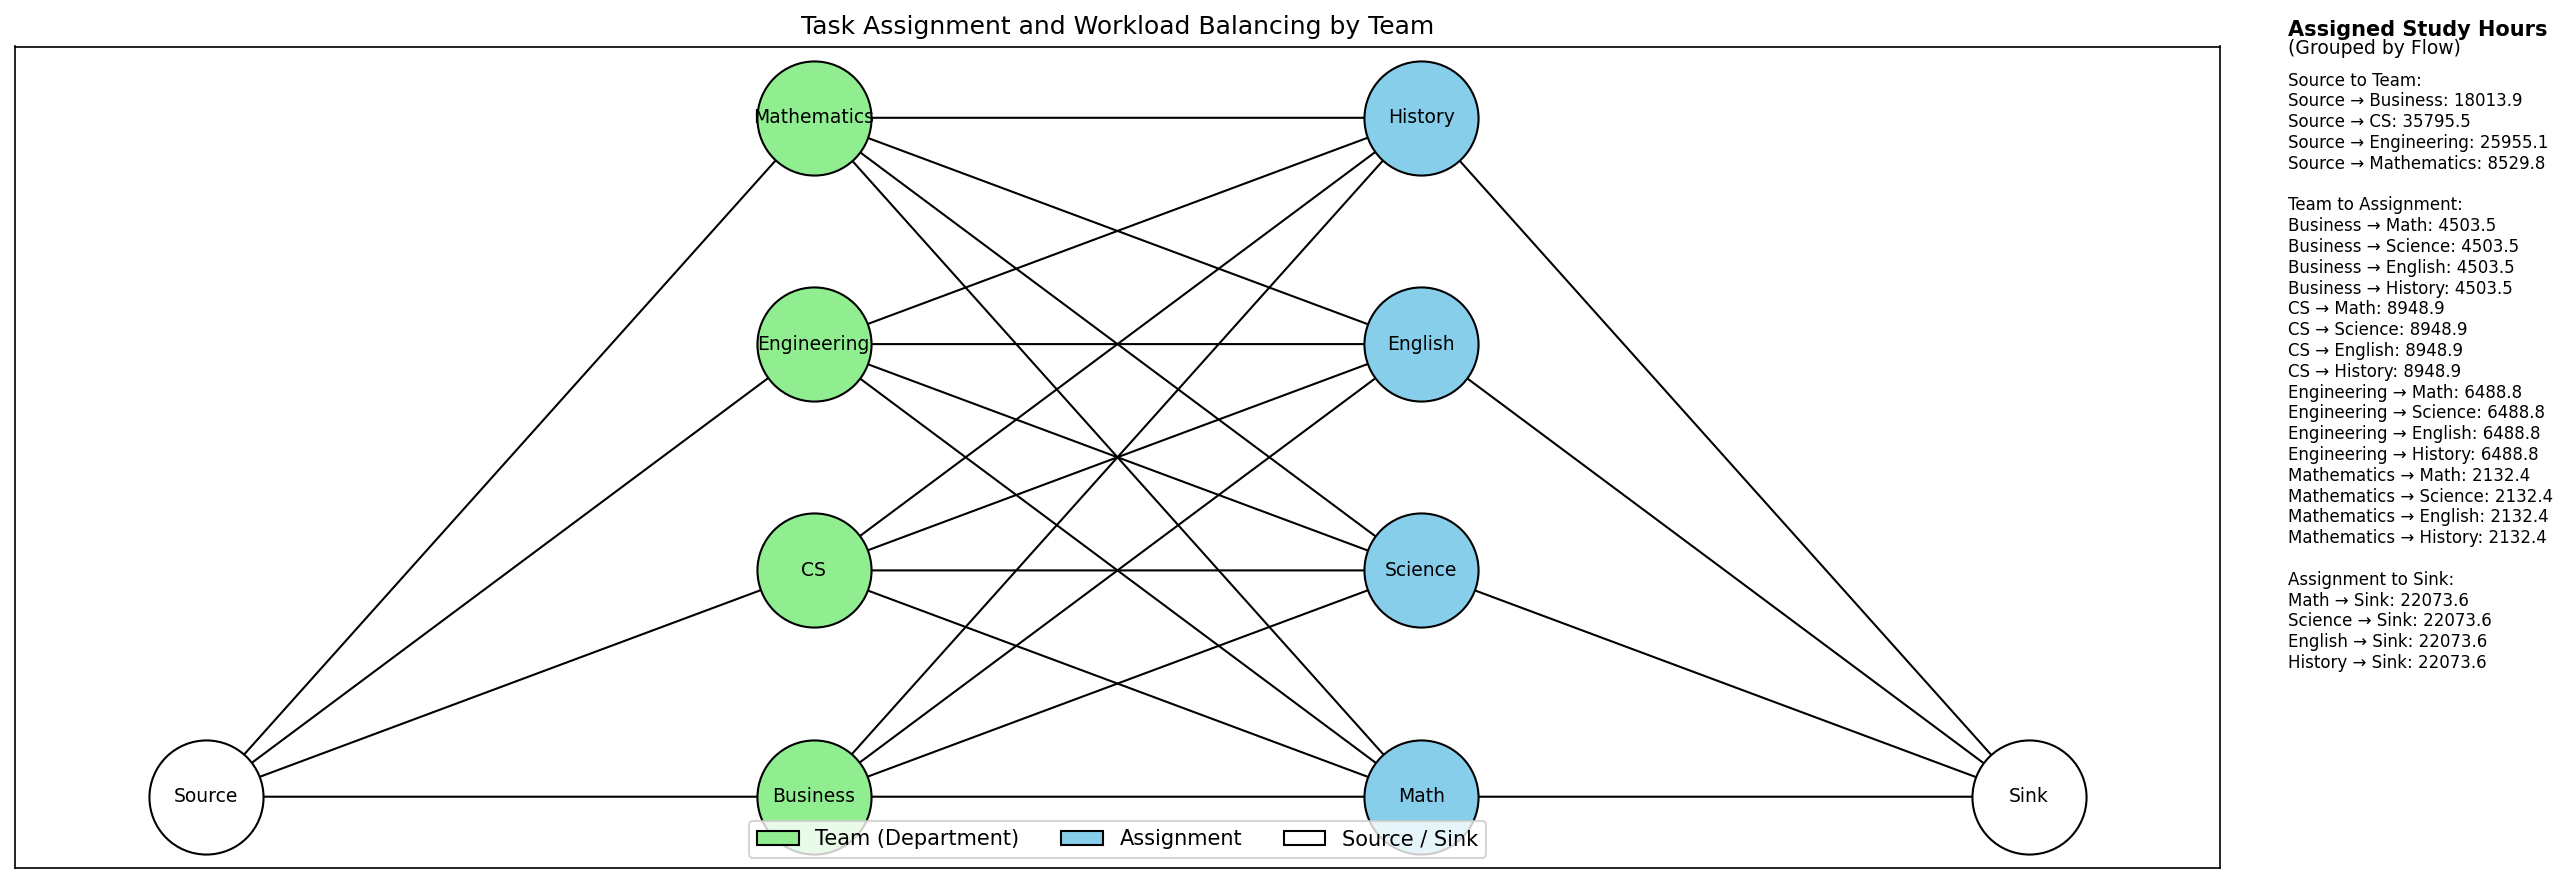 Task Assignment and Workload Balancing by Team
Mathematics
History
Engineering
English
CS
Science
Source
Business
Math
Sink
Team (Department)
Assignment
Source / Sink
Assigned Study Hours
(Grouped by Flow)
Source to Team:
Source → Business: 18013.9
Source → CS: 35795.5
Source → Engineering: 25955.1
Source → Mathematics: 8529.8
Team to Assignment:
Business → Math: 4503.5
Business → Science: 4503.5
Business → English: 4503.5
Business → History: 4503.5
CS → Math: 8948.9
CS → Science: 8948.9
CS → English: 8948.9
CS → History: 8948.9
Engineering → Math: 6488.8
Engineering → Science: 6488.8
Engineering → English: 6488.8
Engineering → History: 6488.8
Mathematics → Math: 2132.4
Mathematics → Science: 2132.4
Mathematics → English: 2132.4
Mathematics → History: 2132.4
Assignment to Sink:
Math → Sink: 22073.6
Science → Sink: 22073.6
English → Sink: 22073.6
History → Sink: 22073.6